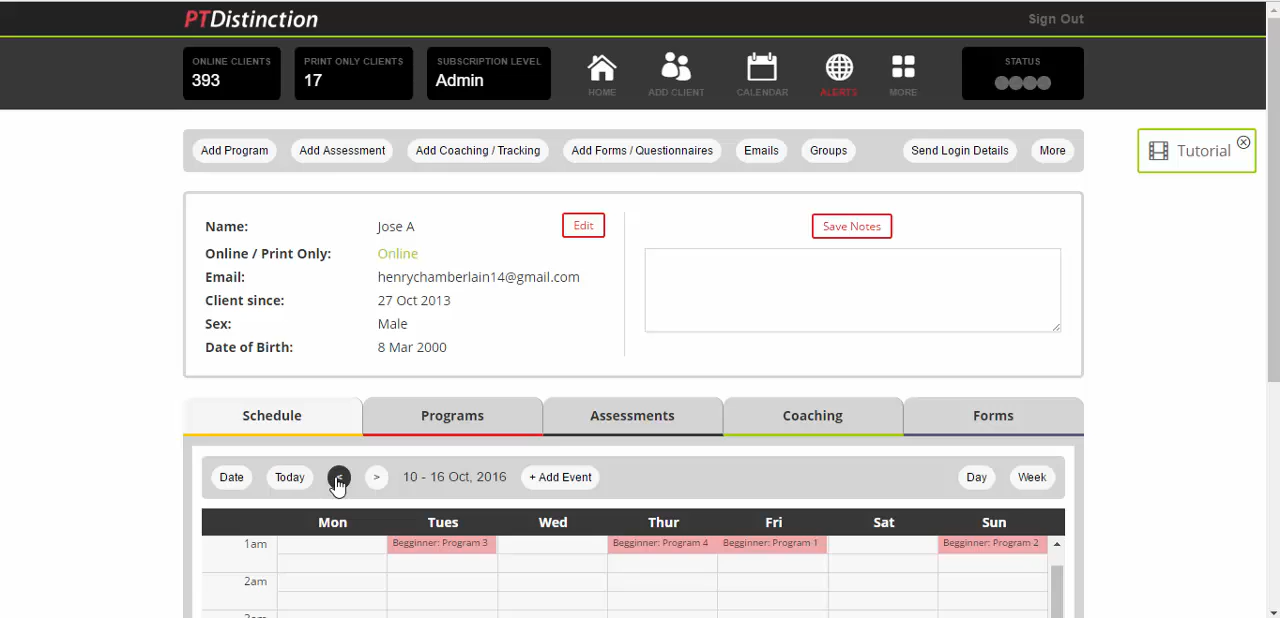 PTDistinction
Sign Out
ONLINE CLIENTS
393
PRINT ONLY CLIENTS
17
SUBSCRIPTION LEVEL
Admin
HOME
ADD CLIENT
CALENDAR
ALERTS
MORE
STATUS
Add Program
Add Assessment
Add Coaching / Tracking
Add Forms / Questionnaires
Emails
Groups
Send Login Details
More
Tutorial
Name: Jose A
Edit
Save Notes
Online / Print Only: Online
Email: henrychamberlain14@gmail.com
Client since: 27 Oct 2013
Sex: Male
Date of Birth: 8 Mar 2000
Schedule
Programs
Assessments
Coaching
Forms
Date
Today
<
>
10 - 16 Oct, 2016
+ Add Event
Day
Week
Mon Tues Wed Thur Fri Sat Sun
1am
Begginner: Program 3
Begginner: Program 4
Begginner: Program 1
Begginner: Program 2
2am